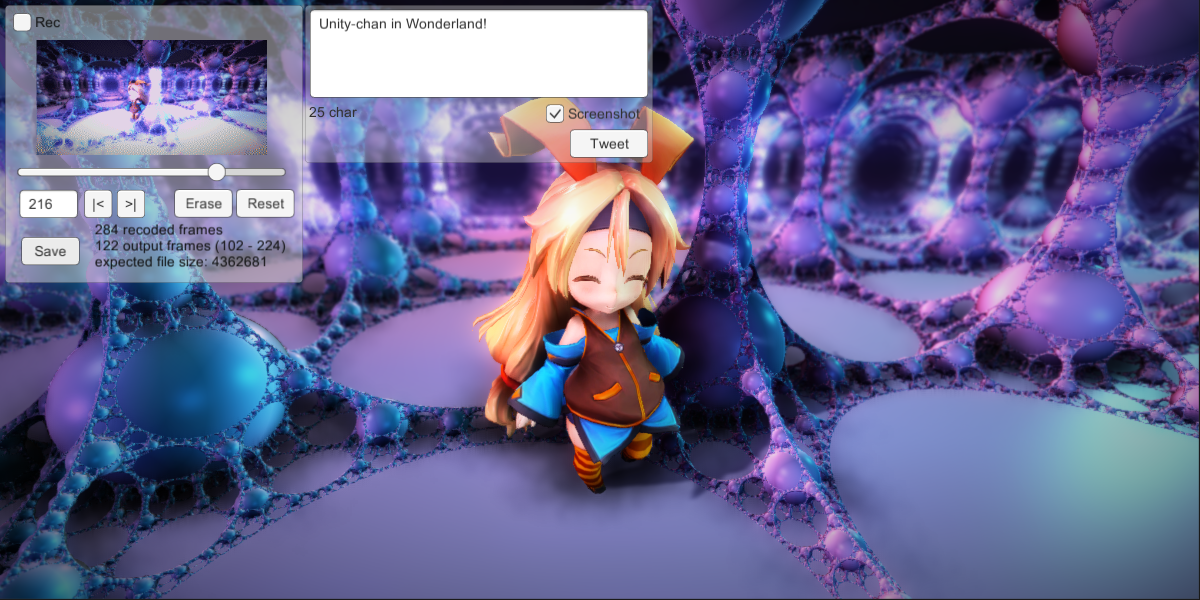 Rec
216
|<
>|
Erase
Reset
Save
284 recoded frames
122 output frames (102 - 224)
expected file size: 4362681
Unity-chan in Wonderland!
25 char
Screenshot
Tweet